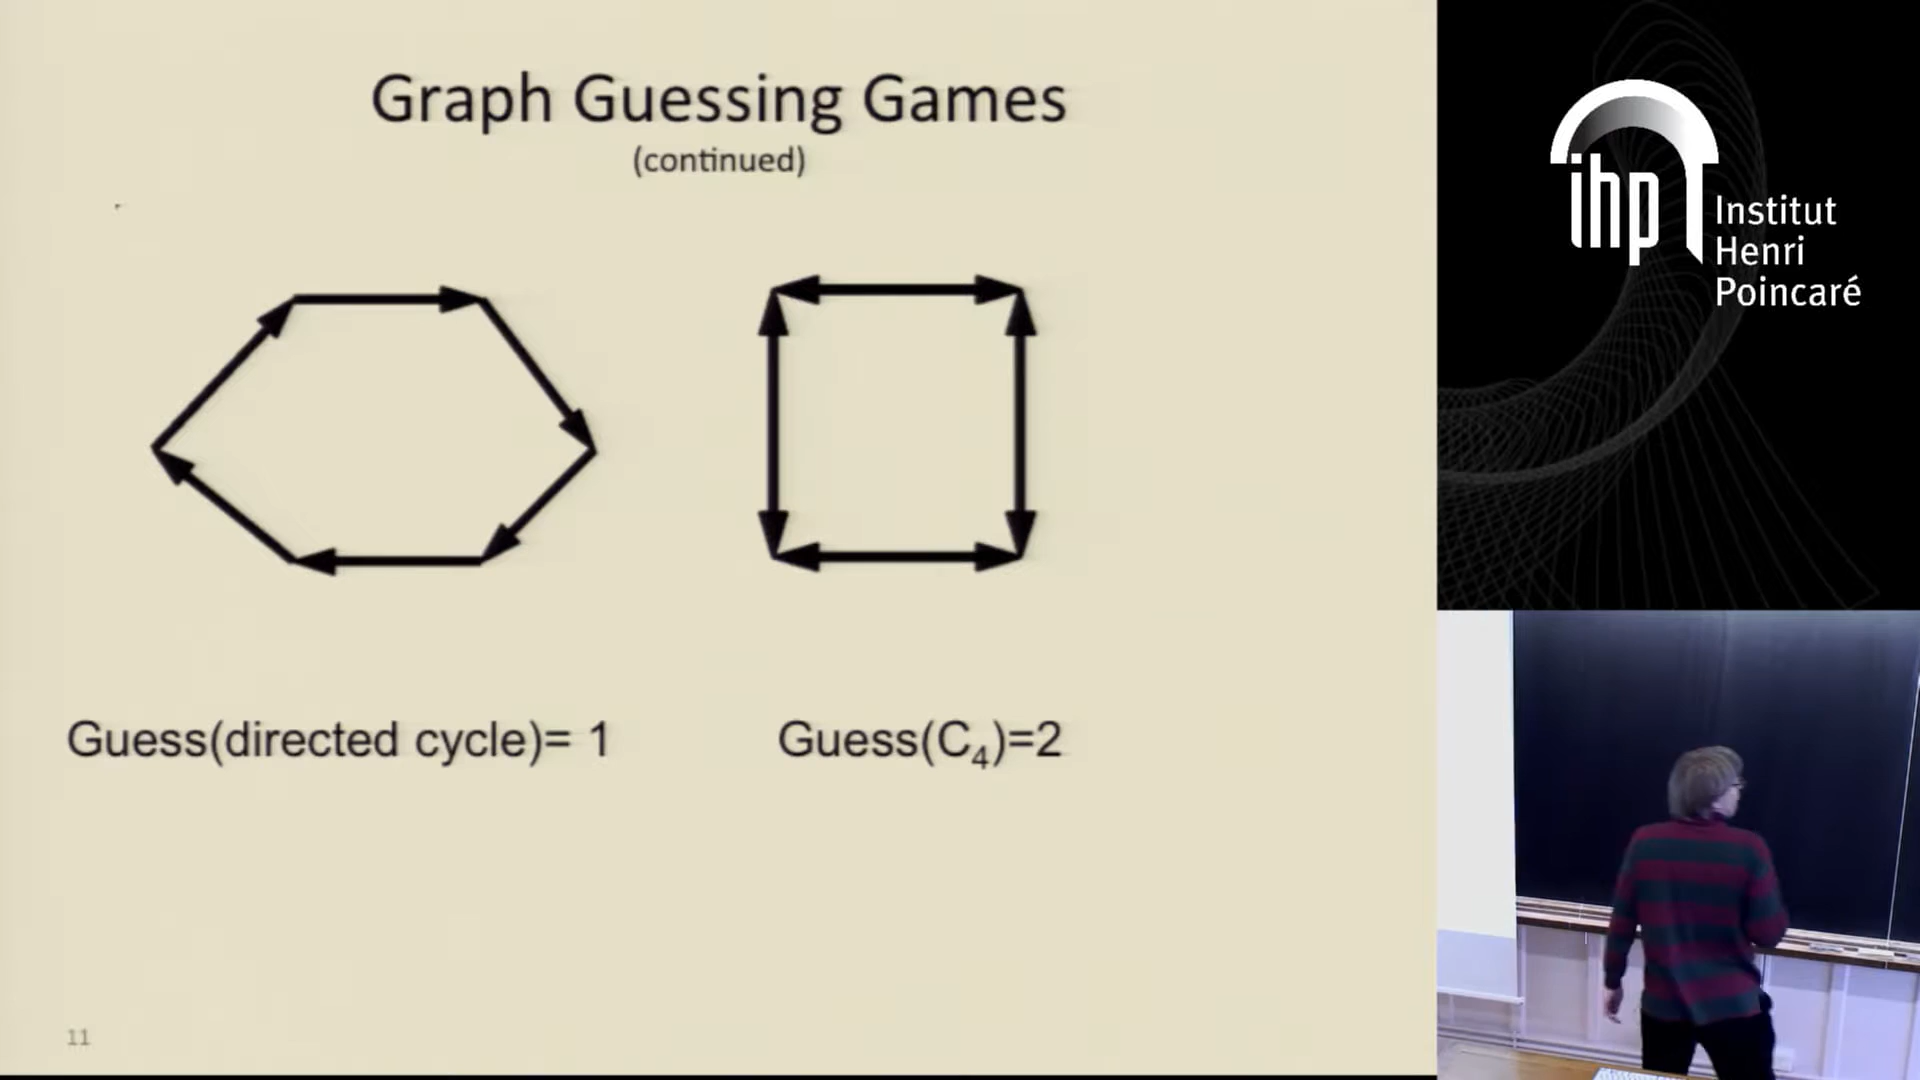 Graph Guessing Games
(continued)
Guess(directed cycle)= 1
Guess(C₄)=2
11
ihp
Institut
Henri
Poincaré